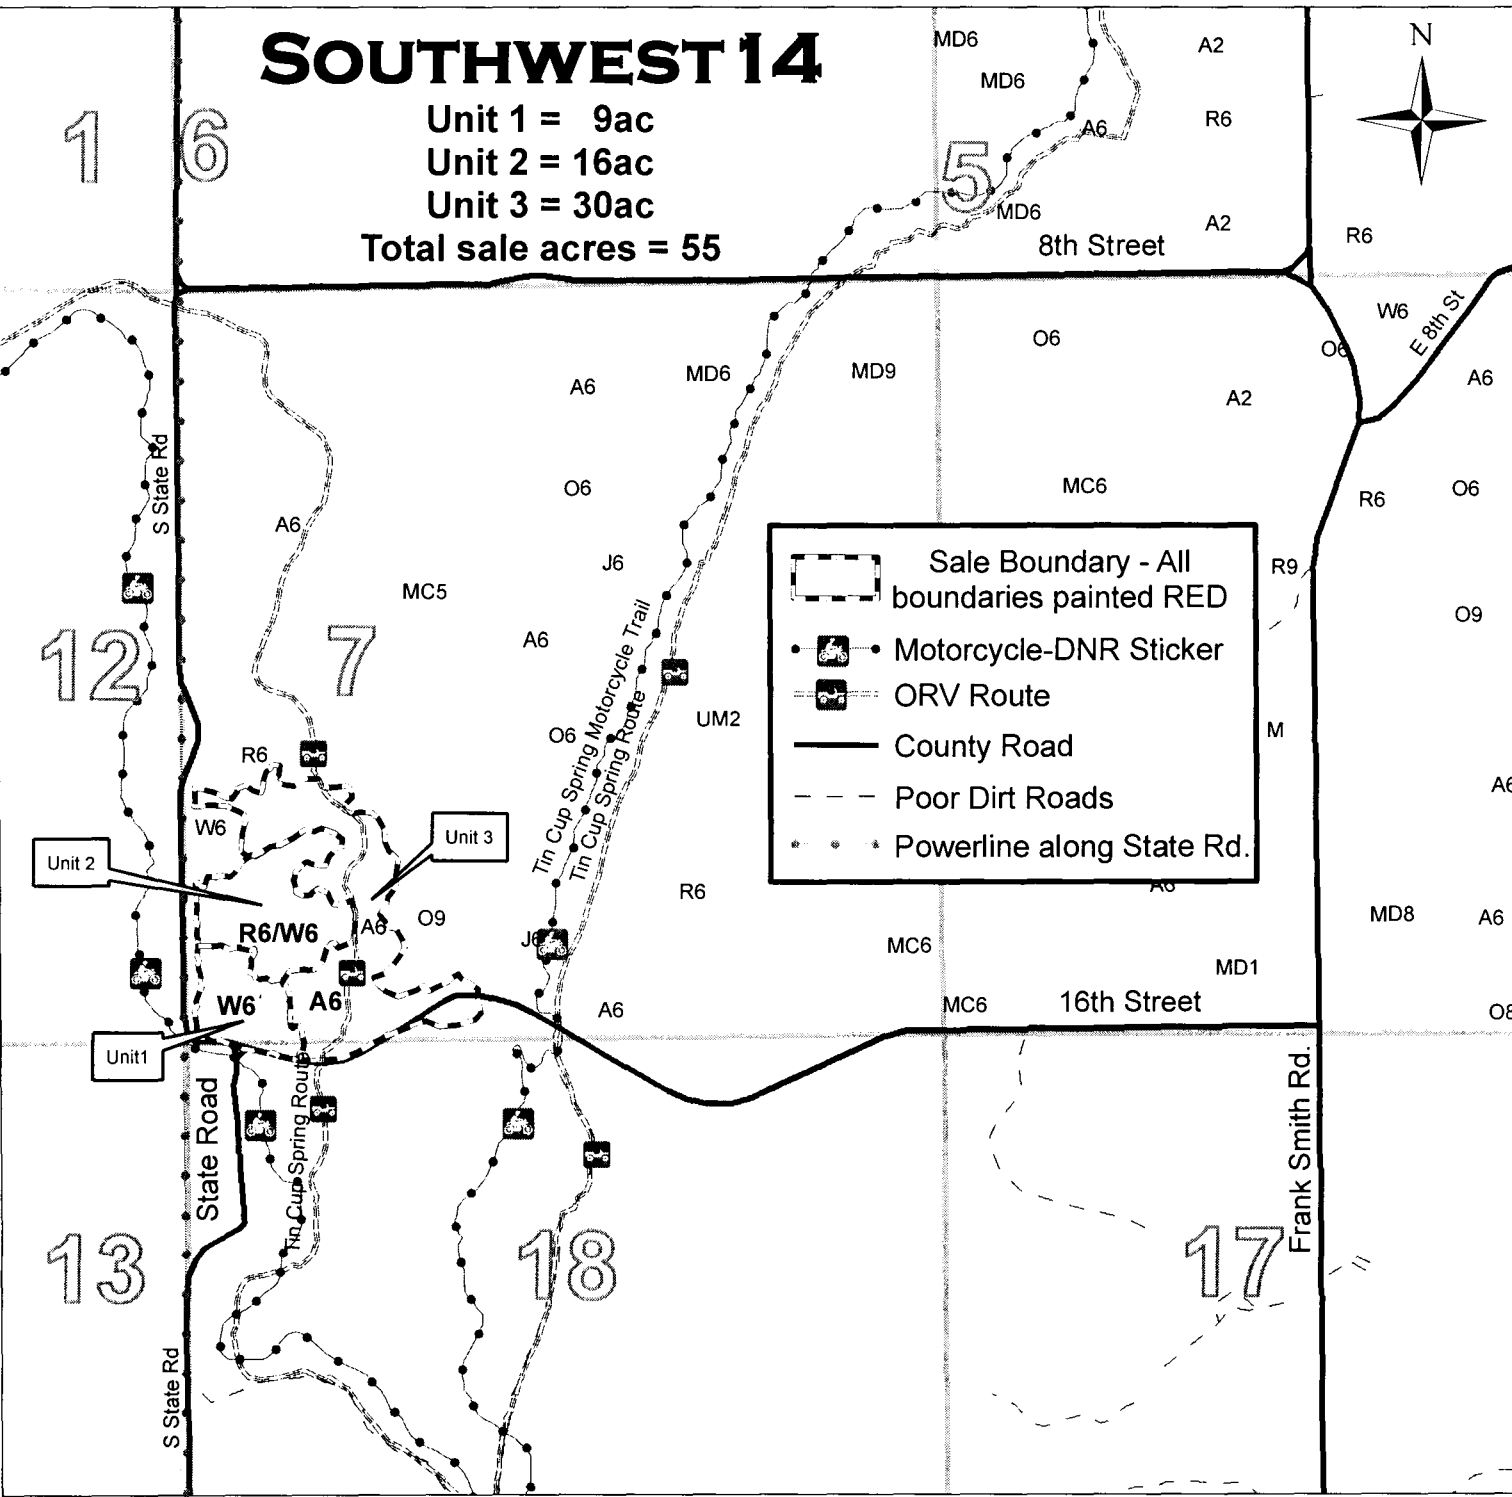 SOUTHWEST 14
Unit 1 = 9ac
Unit 2 = 16ac
Unit 3 = 30ac
Total sale acres = 55
N
1
6
5
MD6
MD6
A2
A6
R6
MD6
A2
R6
8th Street
W6
E 8th St
O6
O6
A6
MD6
MD9
A6
A2
S State Rd
O6
MC6
R6
O6
A6
J6
R9
MC5
O9
12
7
A6
Tin Cup Spring Motorcycle Trail
Tin Cup Spring Route
UM2
O6
M
R6
A6
W6
Sale Boundary - All
boundaries painted RED
Motorcycle-DNR Sticker
ORV Route
County Road
Poor Dirt Roads
Powerline along State Rd.
Unit 3
Unit 2
R6
A6
O9
A6
MD8
A6
R6/W6
J6
MC6
MD1
W6
A6
A6
MC6
16th Street
O8
Unit1
State Road
Tin Cup Spring Route
Frank Smith Rd.
13
18
17
S State Rd